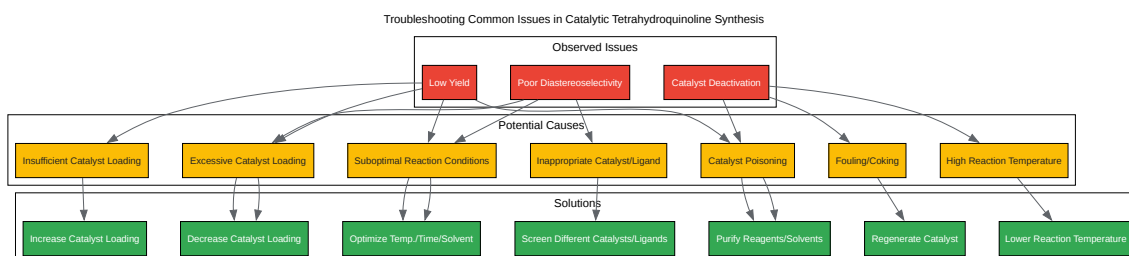 Troubleshooting Common Issues in Catalytic Tetrahydroquinoline Synthesis
Observed Issues
Low Yield
Poor Diastereoselectivity
Catalyst Deactivation
Potential Causes
Insufficient Catalyst Loading
Excessive Catalyst Loading
Suboptimal Reaction Conditions
Inappropriate Catalyst/Ligand
Catalyst Poisoning
Fouling/Coking
High Reaction Temperature
Solutions
Increase Catalyst Loading
Decrease Catalyst Loading
Optimize Temp./Time/Solvent
Screen Different Catalysts/Ligands
Purify Reagents/Solvents
Regenerate Catalyst
Lower Reaction Temperature